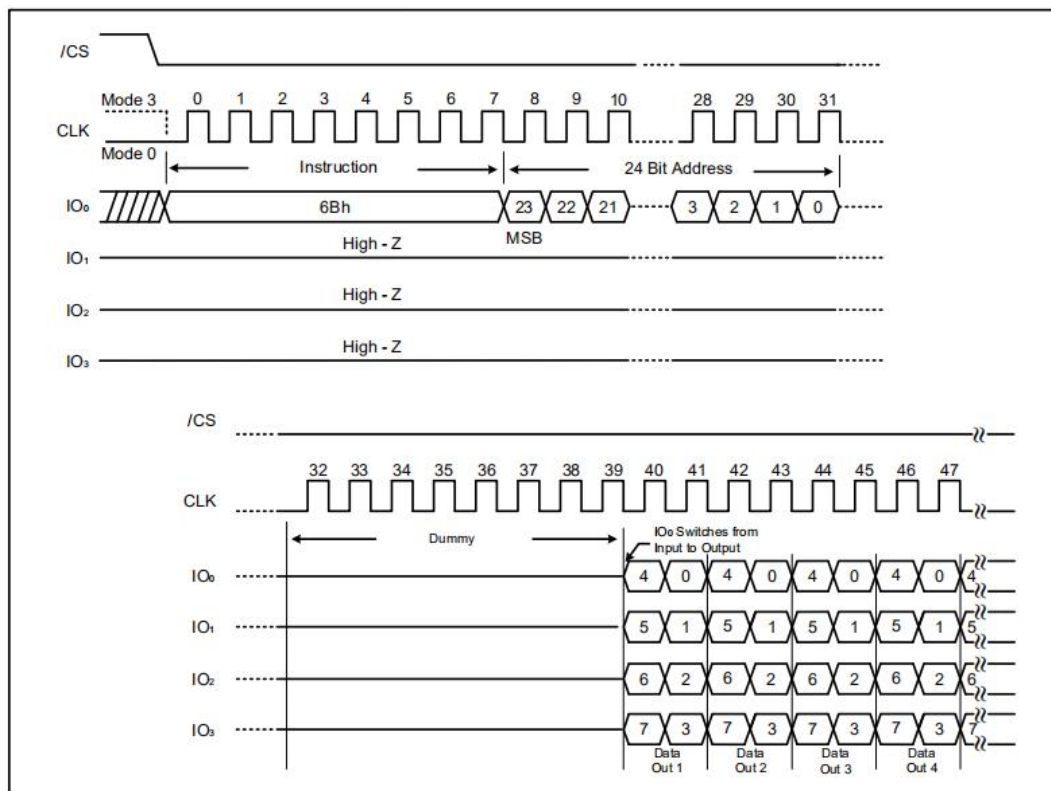 /CS
Mode 3 0 1 2 3 4 5 6 7 8 9 10 28 29 30 31
CLK
Mode 0 Instruction 24 Bit Address
IO₀ 6Bh 23 22 21 3 2 1 0
MSB
High - Z
IO₁
High - Z
IO₂
High - Z
IO₃
/CS
32 33 34 35 36 37 38 39 40 41 42 43 44 45 46 47
CLK
Dummy IO₀ Switches from
Input to Output
IO₀ 4 0 4 0 4 0 4 0 4
IO₁ 5 1 5 1 5 1 5 1 5
IO₂ 6 2 6 2 6 2 6 2 6
IO₃ 7 3 7 3 7 3 7 3 7
Data Data Data Data
Out 1 Out 2 Out 3 Out 4